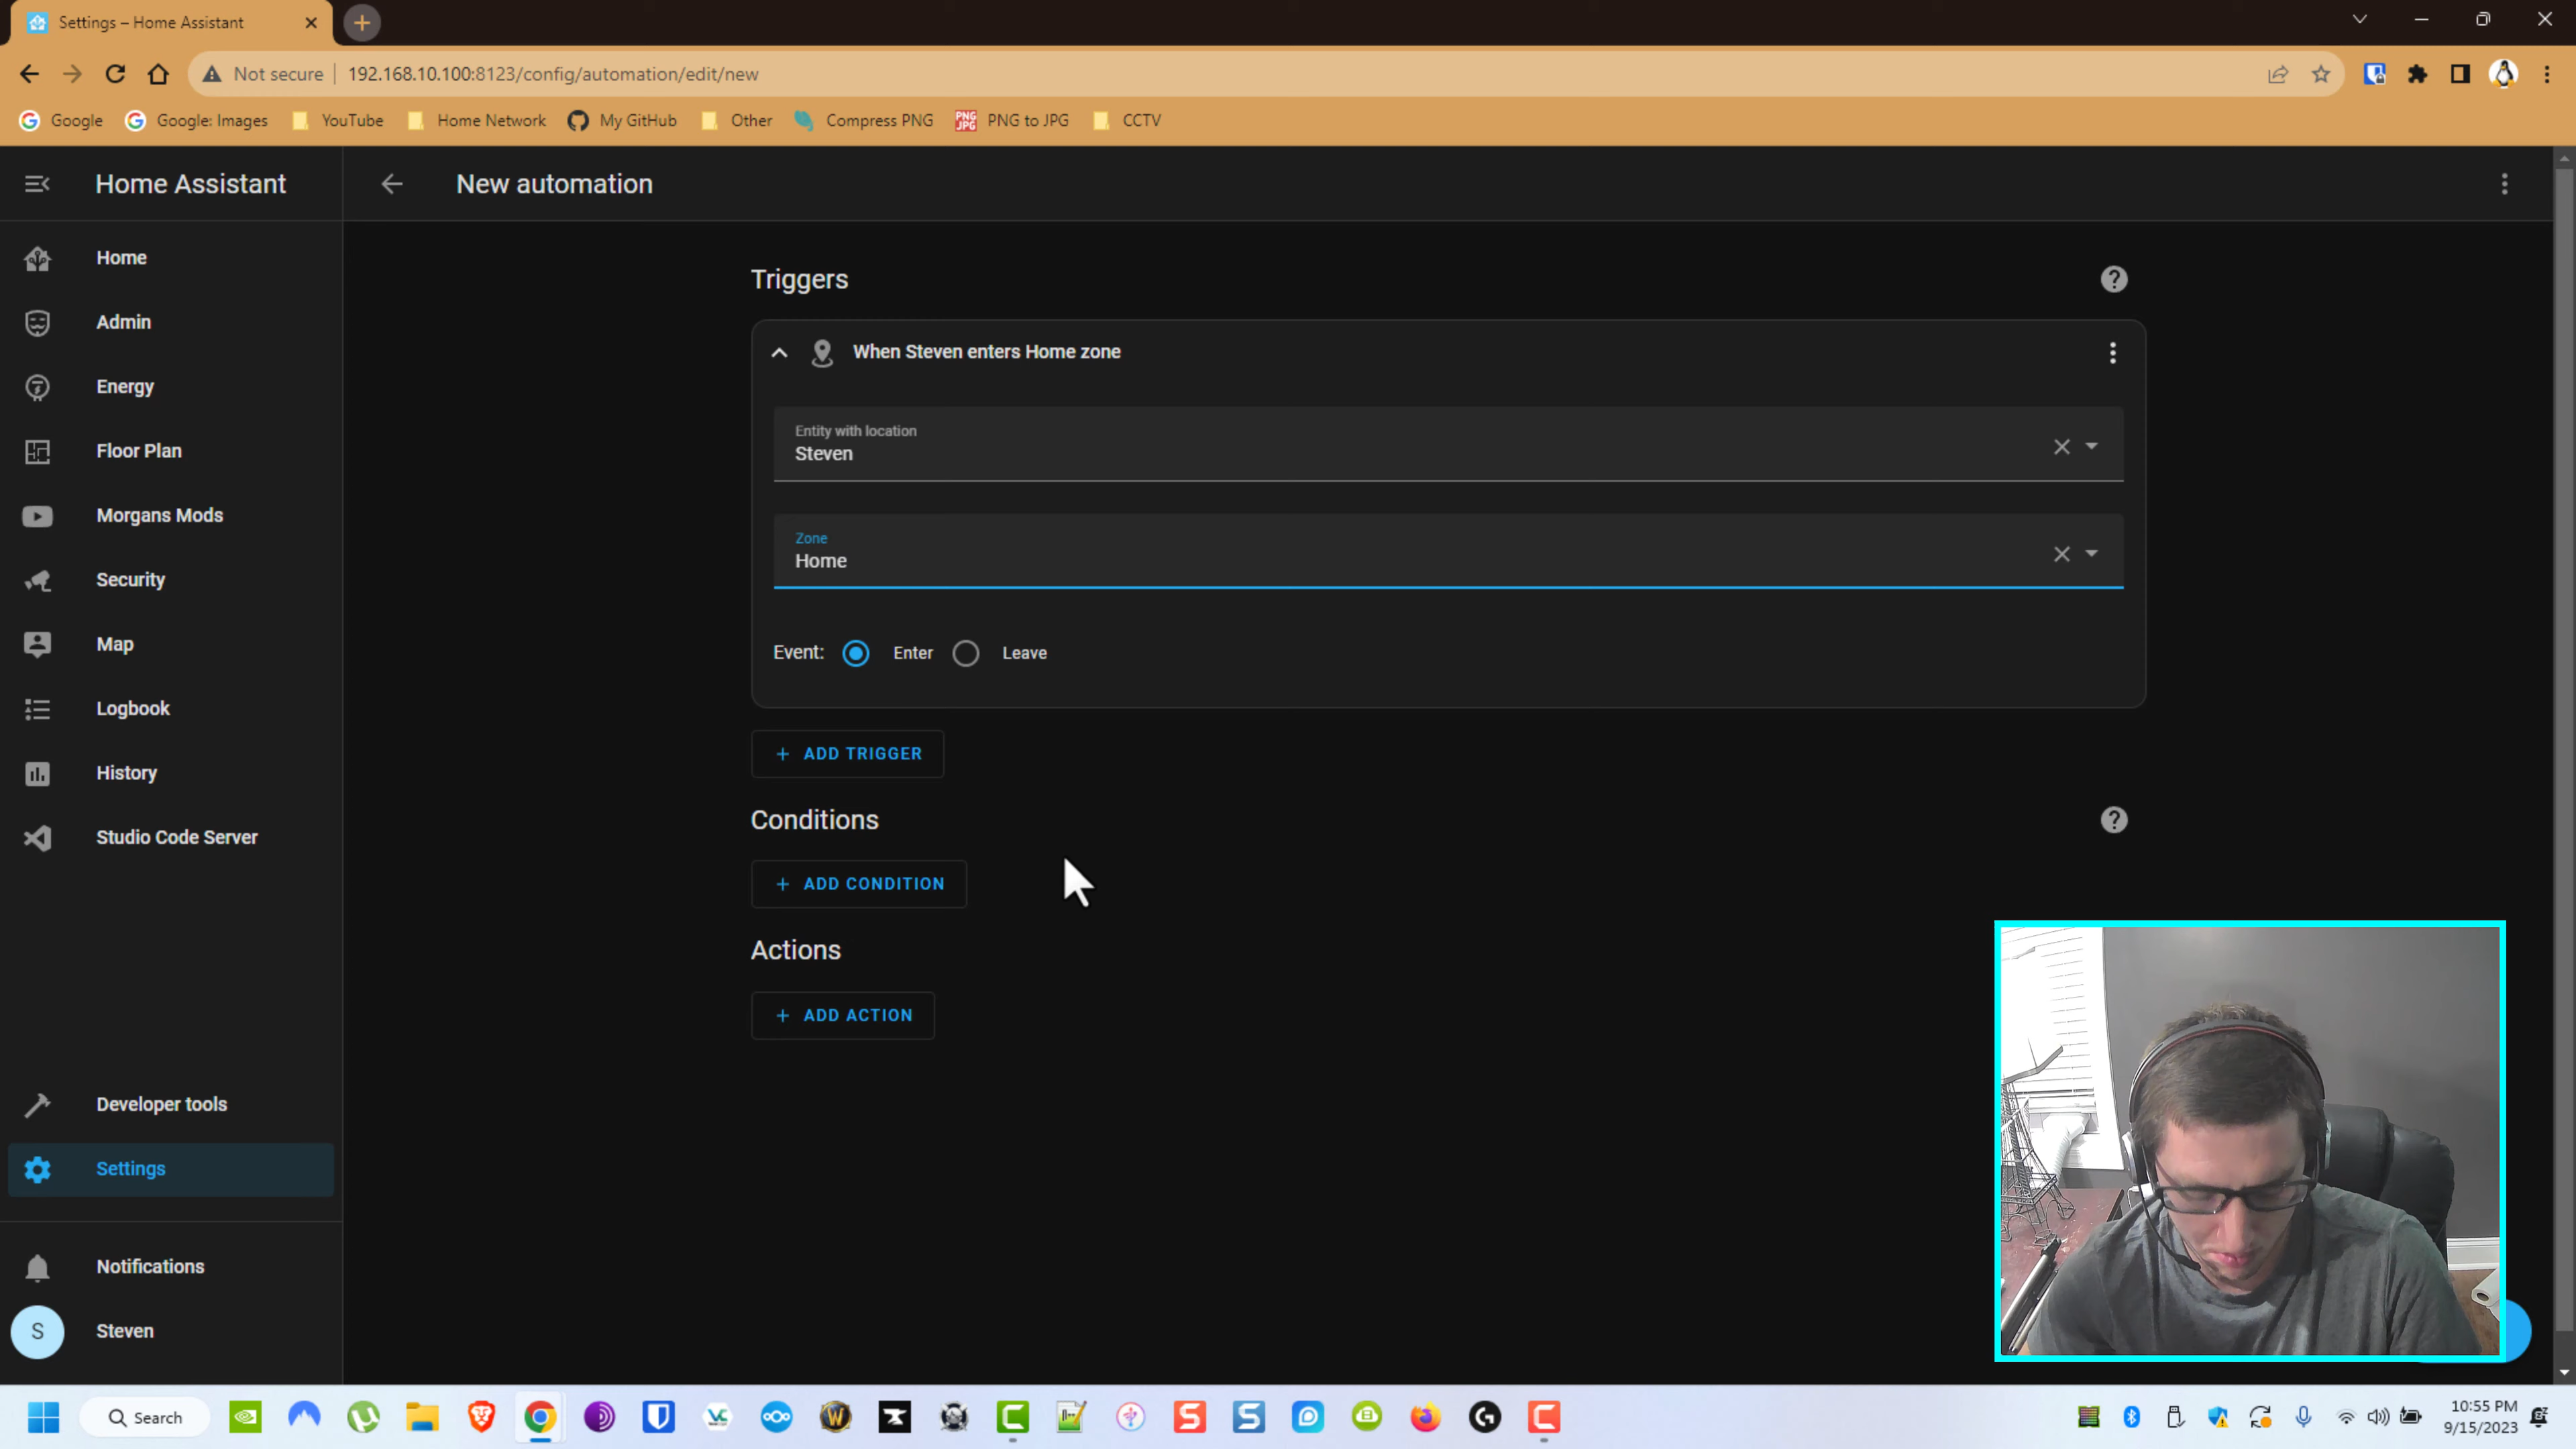 Settings – Home Assistant
Not secure
192.168.10.100:8123/config/automation/edit/new
Google
Google: Images
YouTube
Home Network
My GitHub
Other
Compress PNG
PNG to JPG
CCTV
Home Assistant
New automation
Home
Admin
Energy
Floor Plan
Morgans Mods
Security
Map
Logbook
History
Studio Code Server
Developer tools
Settings
Notifications
S
Steven
Triggers
When Steven enters Home zone
Entity with location
Steven
Zone
Home
Event: Enter Leave
+ ADD TRIGGER
Conditions
+ ADD CONDITION
Actions
+ ADD ACTION
Search
10:55 PM
9/15/2023